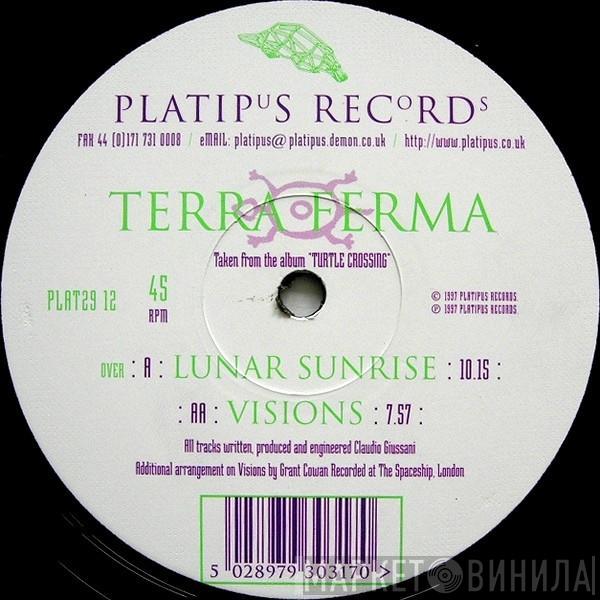 PLATIPUS RECORDS
FAX 44 (0)171 731 0008 / eMAIL: platipus@platipus.demon.co.uk / http://www.platipus.co.uk
TERRA FERMA
Taken from the album "TURTLE CROSSING"
PLAT29 12
45
RPM
© 1997 PLATIPUS RECORDS.
℗ 1997 PLATIPUS RECORDS.
OVER : A : LUNAR SUNRISE : 10.15 :
: AA : VISIONS : 7.57 :
All tracks written, produced and engineered Claudio Giussani
Additional arrangement on Visions by Grant Cowan Recorded at The Spaceship, London
5 028979 303170 >
МАРКЕТ ВИНИЛА